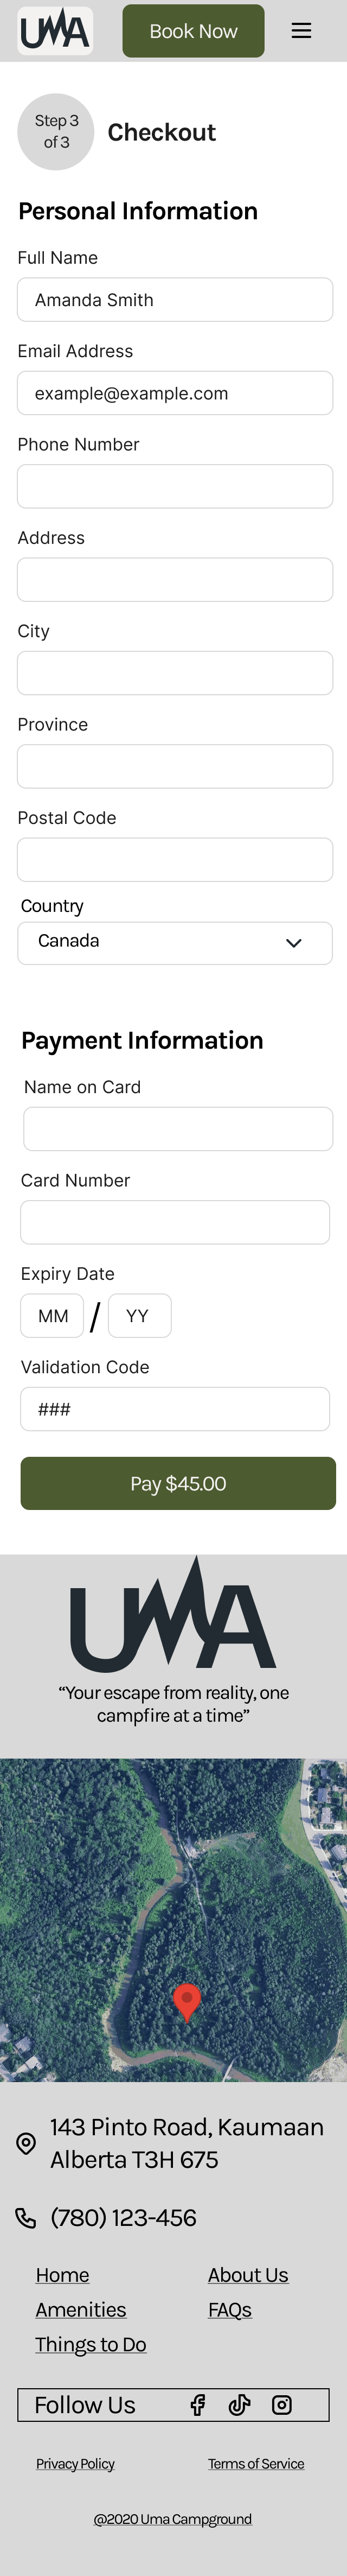 UMA
Book Now
Step 3
of 3
Checkout
Personal Information
Full Name
Amanda Smith
Email Address
example@example.com
Phone Number
Address
City
Province
Postal Code
Country
Canada
Payment Information
Name on Card
Card Number
Expiry Date
MM / YY
Validation Code
###
Pay $45.00
UMA
“Your escape from reality, one
campfire at a time”
143 Pinto Road, Kaumaan
Alberta T3H 675
(780) 123-456
Home
About Us
Amenities
FAQs
Things to Do
Follow Us
Privacy Policy
Terms of Service
@2020 Uma Campground